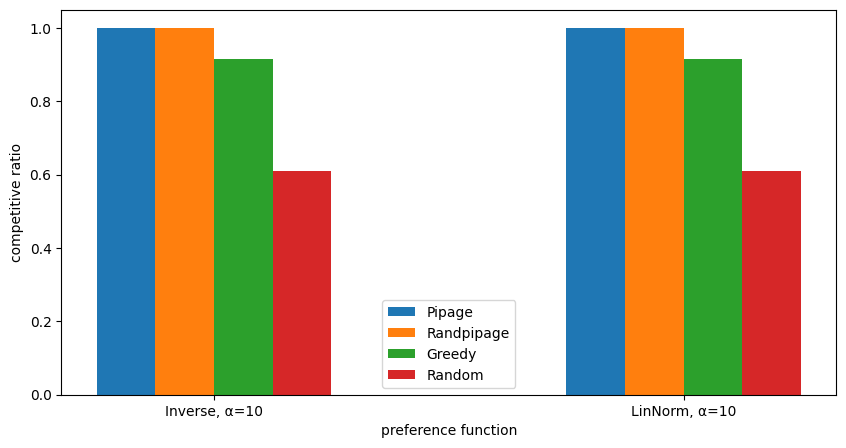 competitive ratio
1.0
0.8
0.6
0.4
0.2
0.0
Pipage
Randpipage
Greedy
Random
Inverse, α=10
LinNorm, α=10
preference function